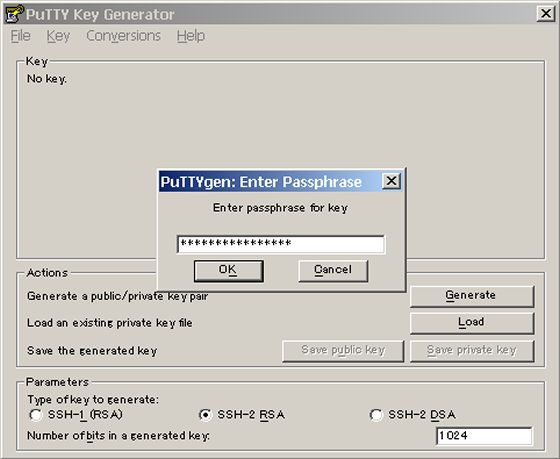 PuTTY Key Generator
File Key Conversions Help
Key
No key.
PuTTYgen: Enter Passphrase
Enter passphrase for key
****************
OK Cancel
Actions
Generate a public/private key pair Generate
Load an existing private key file Load
Save the generated key Save public key Save private key
Parameters
Type of key to generate:
SSH-1 (RSA) SSH-2 RSA SSH-2 DSA
Number of bits in a generated key: 1024